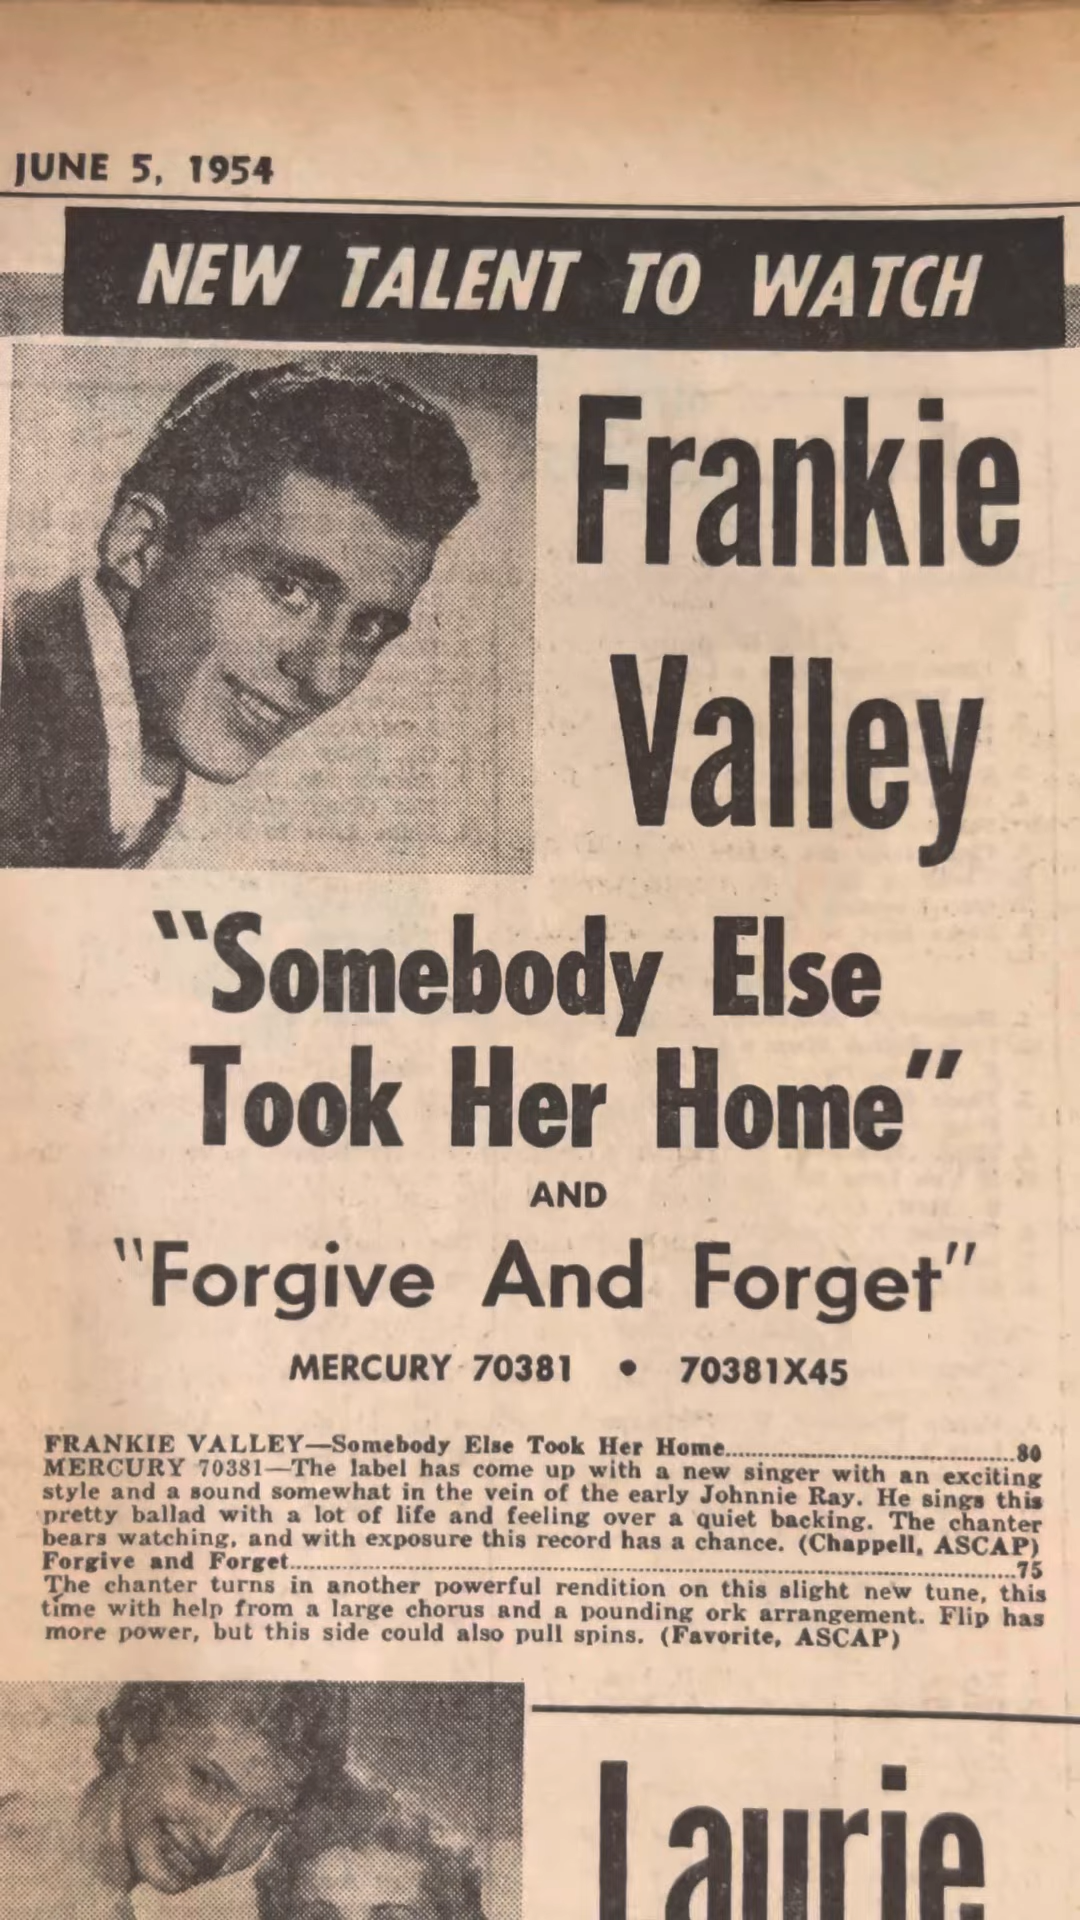 JUNE 5, 1954
NEW TALENT TO WATCH
Frankie
Valley
"Somebody Else
Took Her Home"
AND
"Forgive And Forget"
MERCURY 70381 • 70381X45
FRANKIE VALLEY—Somebody Else Took Her Home..............................80
MERCURY 70381—The label has come up with a new singer with an exciting
style and a sound somewhat in the vein of the early Johnnie Ray. He sings this
pretty ballad with a lot of life and feeling over a quiet backing. The chanter
bears watching, and with exposure this record has a chance. (Chappell, ASCAP)
Forgive and Forget..............................75
The chanter turns in another powerful rendition on this slight new tune, this
time with help from a large chorus and a pounding ork arrangement. Flip has
more power, but this side could also pull spins. (Favorite, ASCAP)
Laurie